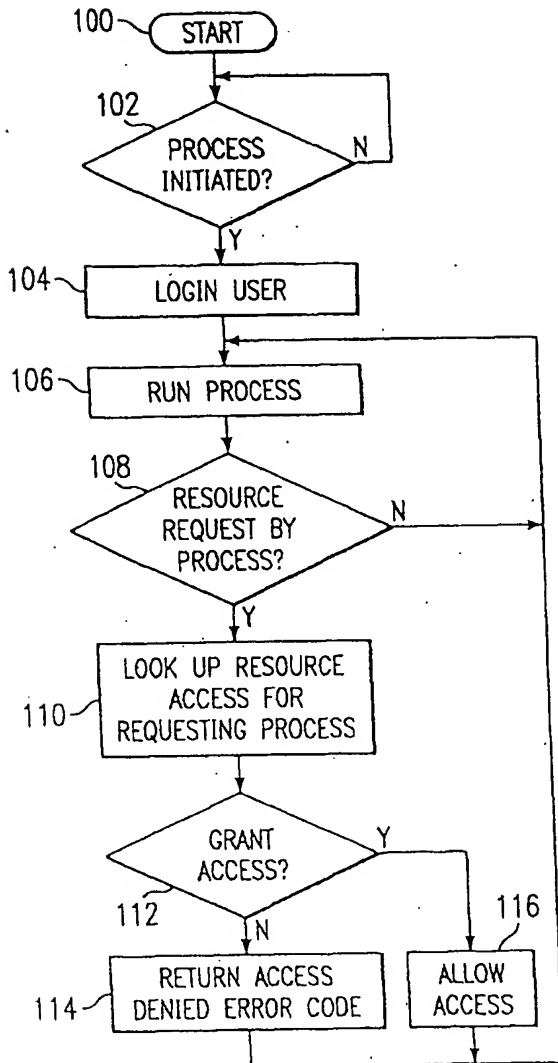 100
START
102
PROCESS
INITIATED?
N
Y
104
LOGIN USER
106
RUN PROCESS
108
RESOURCE
REQUEST BY
PROCESS?
N
Y
110
LOOK UP RESOURCE
ACCESS FOR
REQUESTING PROCESS
GRANT
ACCESS?
Y
112
N
116
114
RETURN ACCESS
DENIED ERROR CODE
ALLOW
ACCESS